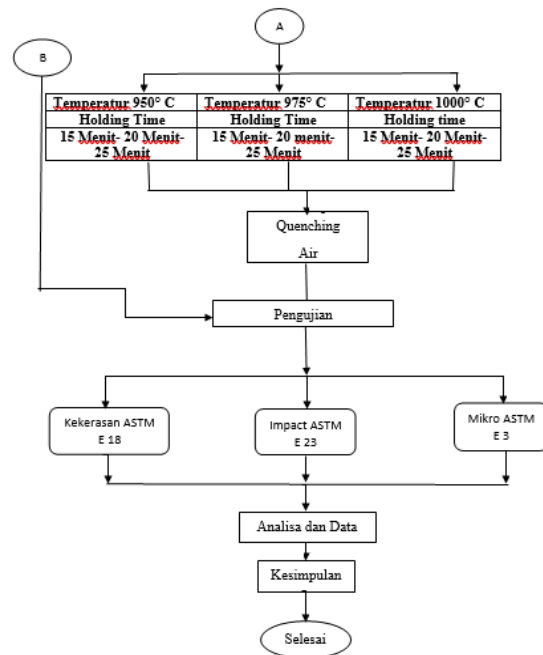 A
B
Temperatur 950° C
Temperatur 975° C
Temperatur 1000° C
Holding Time
Holding Time
Holding time
15 Menit- 20 Menit-
25 Menit
15 Menit- 20 menit-
25 Menit
15 Menit- 20 Menit-
25 Menit
Quenching
Air
Pengujian
Kekerasan ASTM
E 18
Impact ASTM
E 23
Mikro ASTM
E 3
Analisa dan Data
Kesimpulan
Selesai